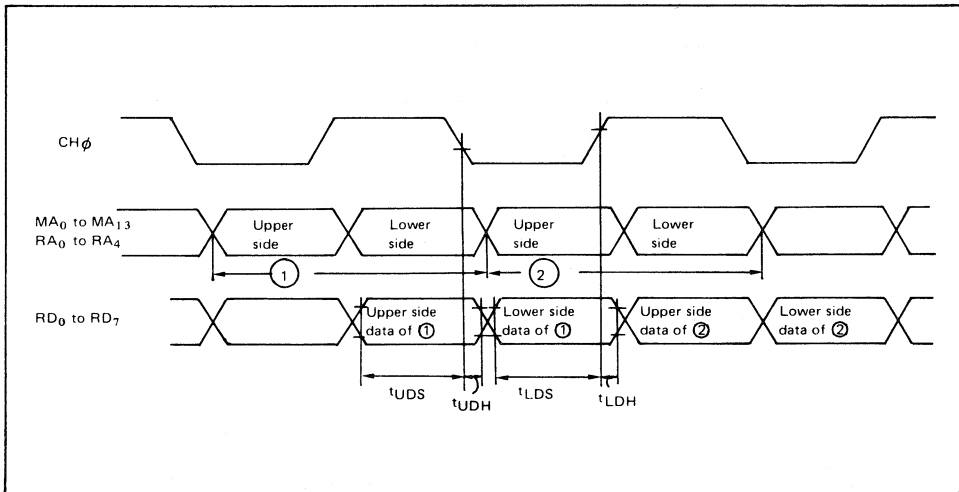 CHφ
MA0 to MA13
RA0 to RA4
Upper side
Lower side
Upper side
Lower side
① ②
RD0 to RD7
Upper side data of ①
Lower side data of ①
Upper side data of ②
Lower side data of ②
tUDS tUDH tLDS tLDH